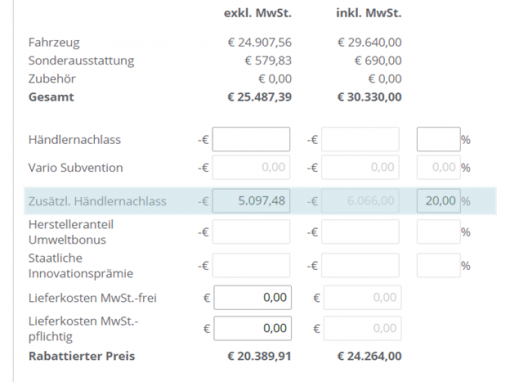 exkl. MwSt. inkl. MwSt.
Fahrzeug € 24.907,56 € 29.640,00
Sonderausstattung € 579,83 € 690,00
Zubehör € 0,00 € 0,00
Gesamt € 25.487,39 € 30.330,00
Händlernachlass -€ -€ %
Vario Subvention -€ 0,00 -€ 0,00 0,00 %
Zusätzl. Händlernachlass -€ 5.097,48 -€ 6.066,00 20,00 %
Herstelleranteil
Umweltbonus -€ -€ %
Staatliche
Innovationsprämie -€ -€ %
Lieferkosten MwSt.-frei € 0,00 € 0,00
Lieferkosten MwSt.-
pflichtig € 0,00 € 0,00
Rabattierter Preis € 20.389,91 € 24.264,00